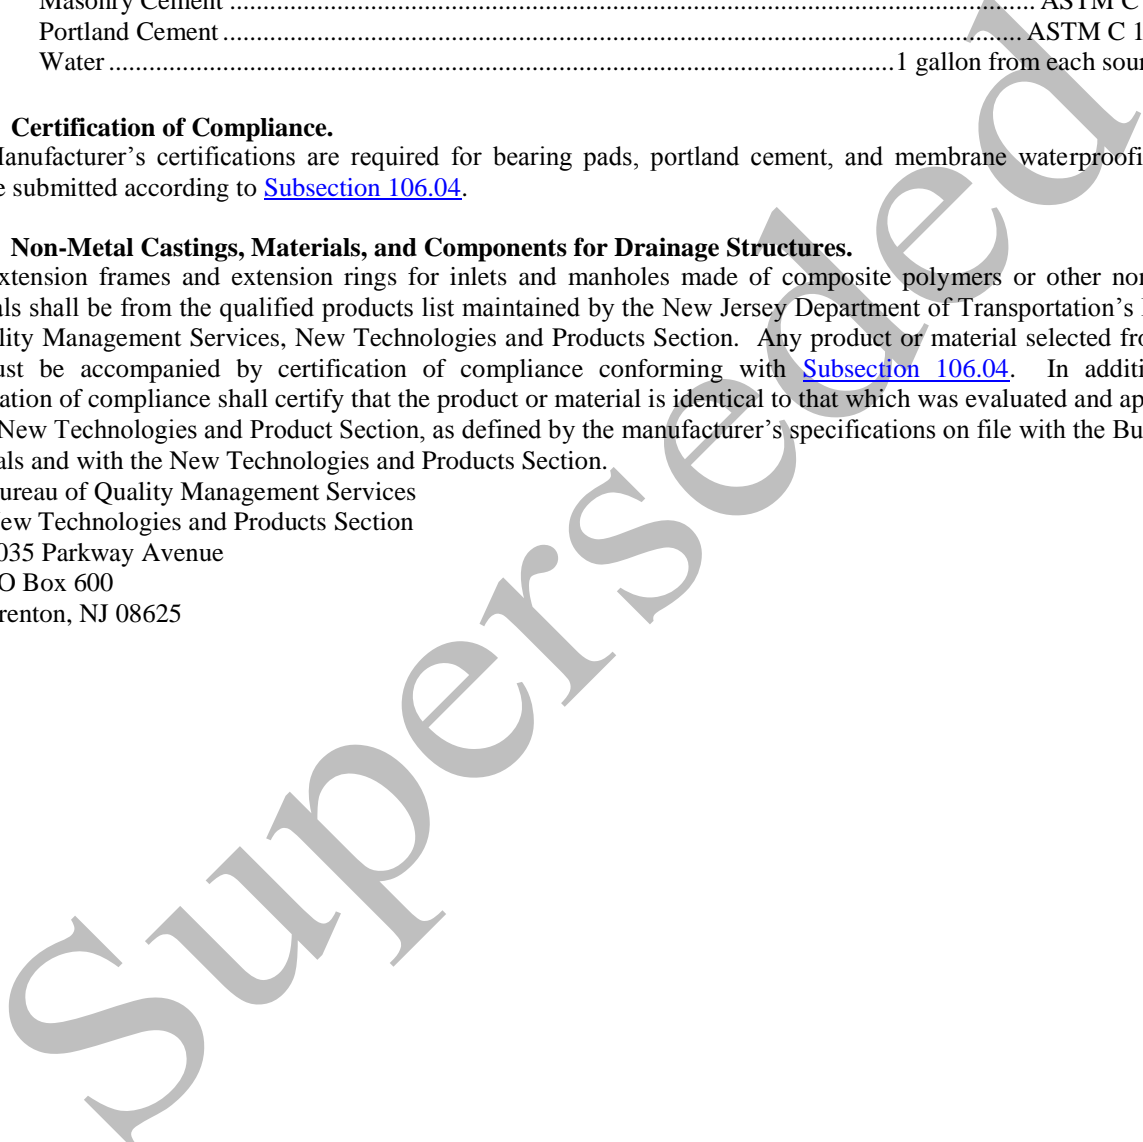 Masonry Cement ........................................................................................................................ ASTM C
Portland Cement ....................................................................................................................... ASTM C 1
Water .....................................................................................................................1 gallon from each sour
Certification of Compliance.
Manufacturer’s certifications are required for bearing pads, portland cement, and membrane waterproofi
e submitted according to Subsection 106.04.
Non-Metal Castings, Materials, and Components for Drainage Structures.
xtension frames and extension rings for inlets and manholes made of composite polymers or other nor
als shall be from the qualified products list maintained by the New Jersey Department of Transportation’s
lity Management Services, New Technologies and Products Section. Any product or material selected fro
ust be accompanied by certification of compliance conforming with Subsection 106.04. In additi
ation of compliance shall certify that the product or material is identical to that which was evaluated and ap
New Technologies and Product Section, as defined by the manufacturer’s specifications on file with the Bu
als and with the New Technologies and Products Section.
ureau of Quality Management Services
ew Technologies and Products Section
035 Parkway Avenue
O Box 600
renton, NJ 08625
Superseded